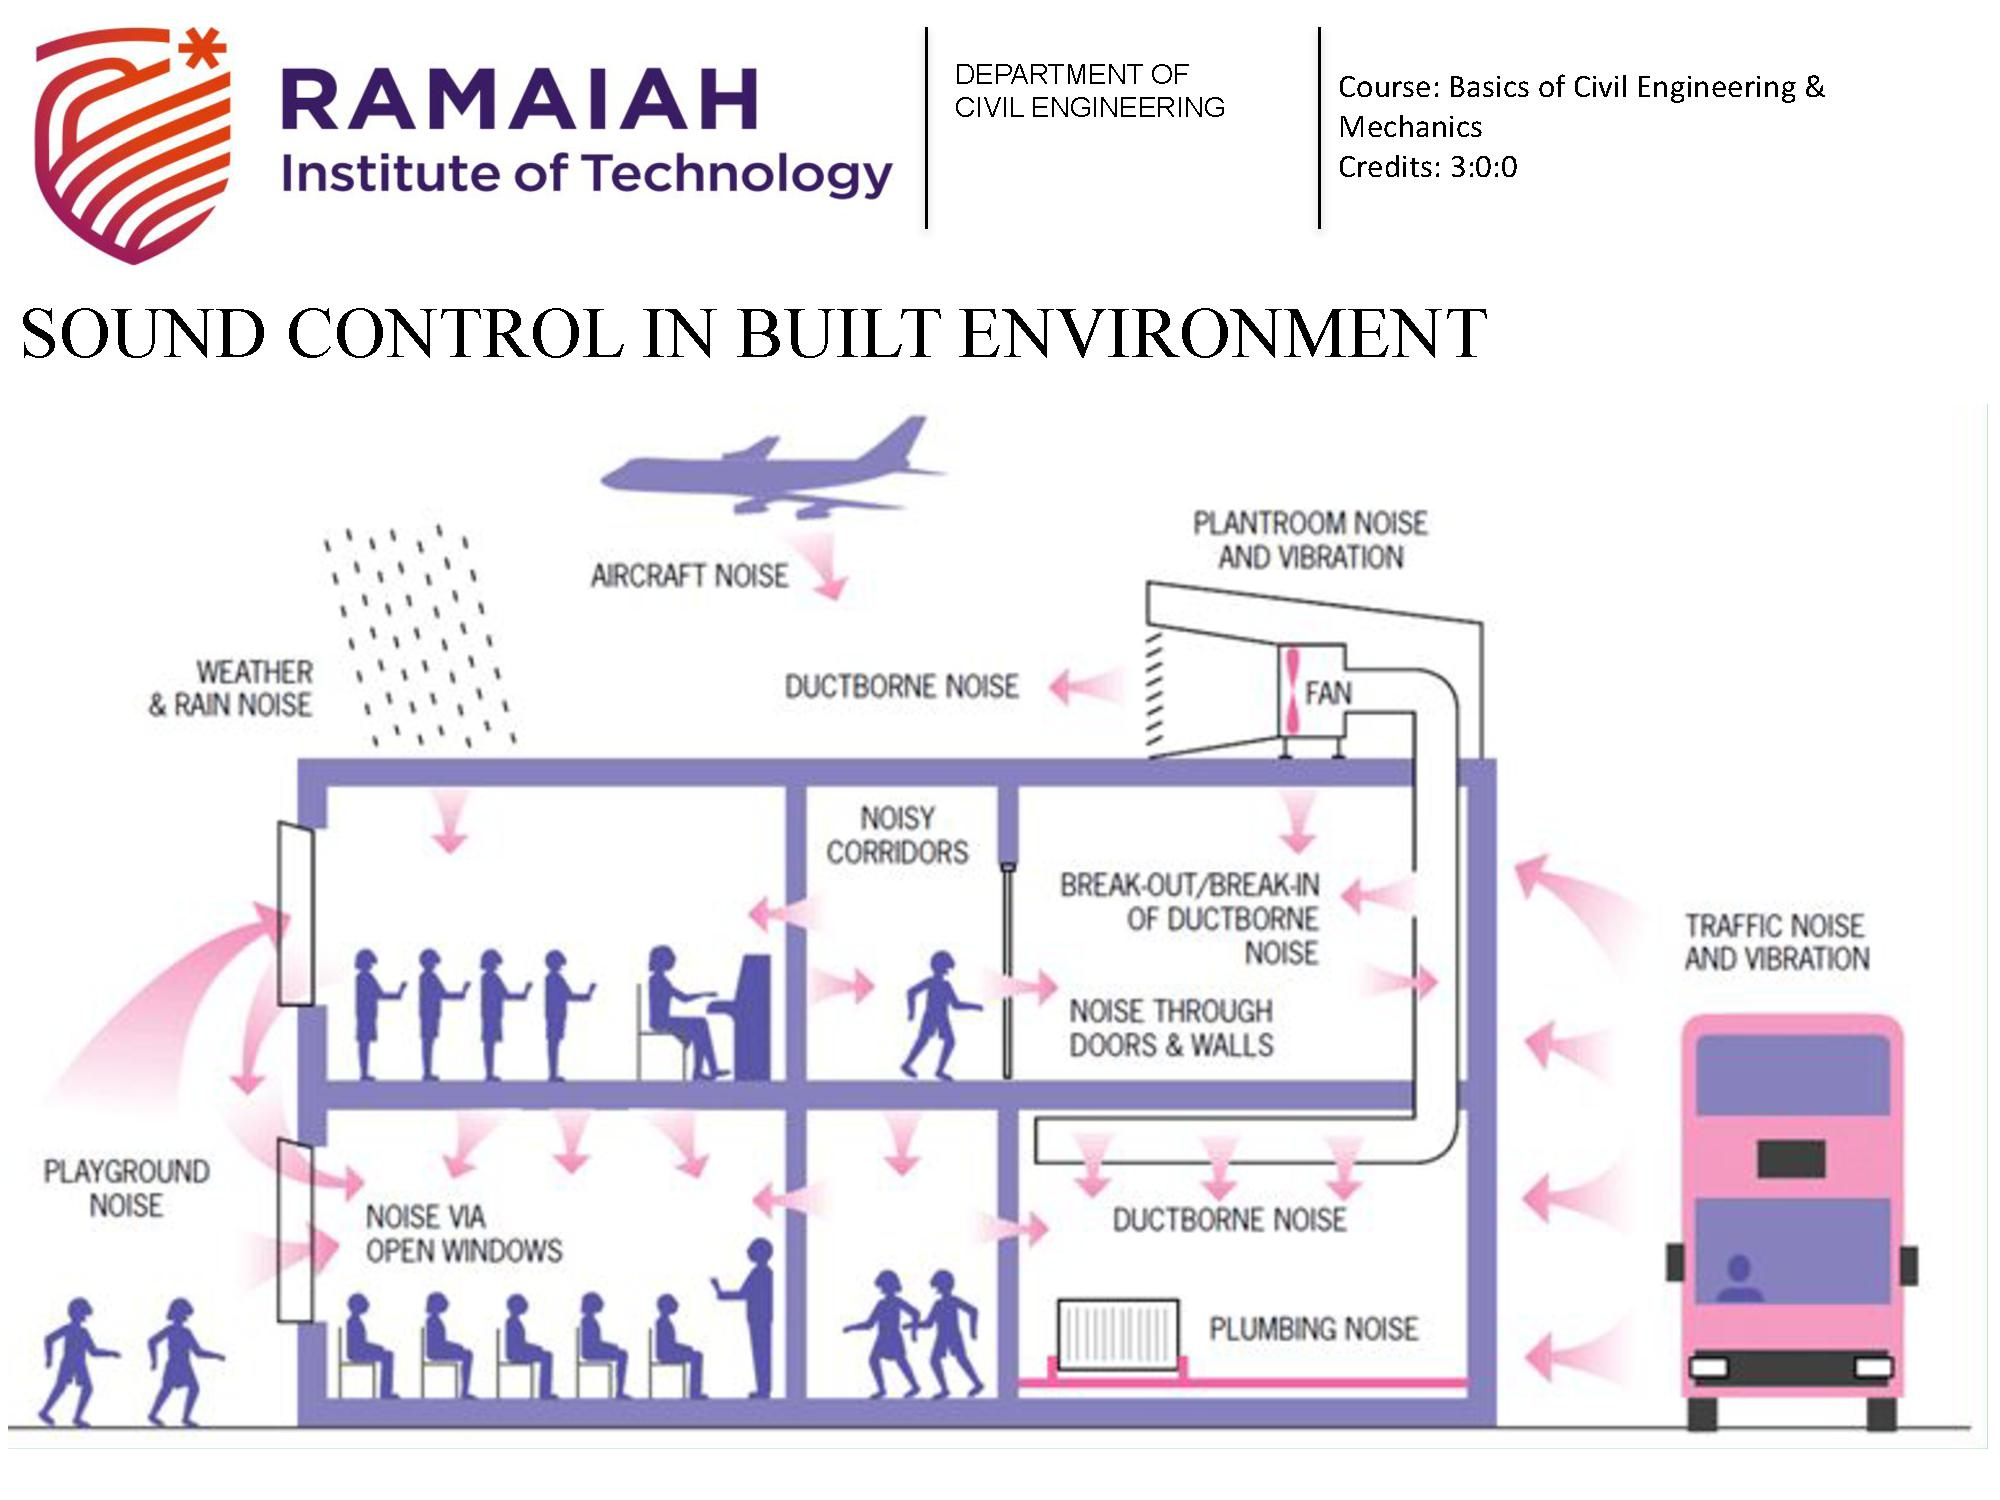 RAMAIAH
Institute of Technology
DEPARTMENT OF
CIVIL ENGINEERING
Course: Basics of Civil Engineering &
Mechanics
Credits: 3:0:0
SOUND CONTROL IN BUILT ENVIRONMENT
PLANTROOM NOISE
AND VIBRATION
AIRCRAFT NOISE
WEATHER
& RAIN NOISE
DUCTBORNE NOISE
FAN
NOISY
CORRIDORS
BREAK-OUT/BREAK-IN
OF DUCTBORNE
NOISE
TRAFFIC NOISE
AND VIBRATION
NOISE THROUGH
DOORS & WALLS
PLAYGROUND
NOISE
NOISE VIA
OPEN WINDOWS
DUCTBORNE NOISE
PLUMBING NOISE